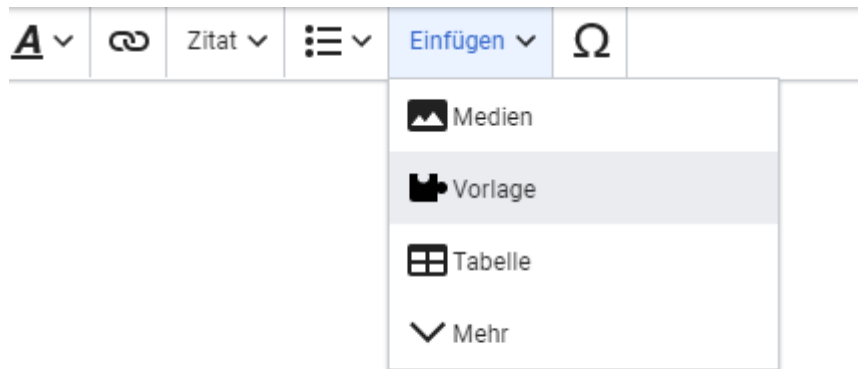 A Zitat Einfügen Ω
Medien
Vorlage
Tabelle
Mehr